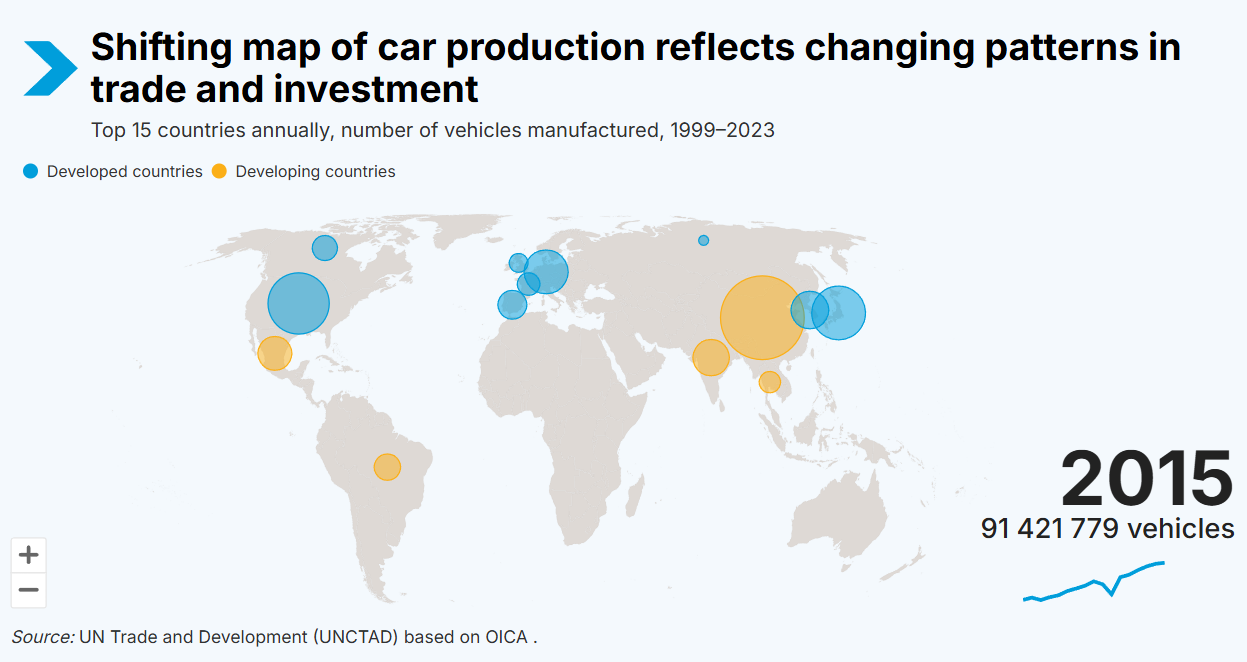 Shifting map of car production reflects changing patterns in
trade and investment
Top 15 countries annually, number of vehicles manufactured, 1999–2023
Developed countries Developing countries
2015
91 421 779 vehicles
+
−
Source: UN Trade and Development (UNCTAD) based on OICA .